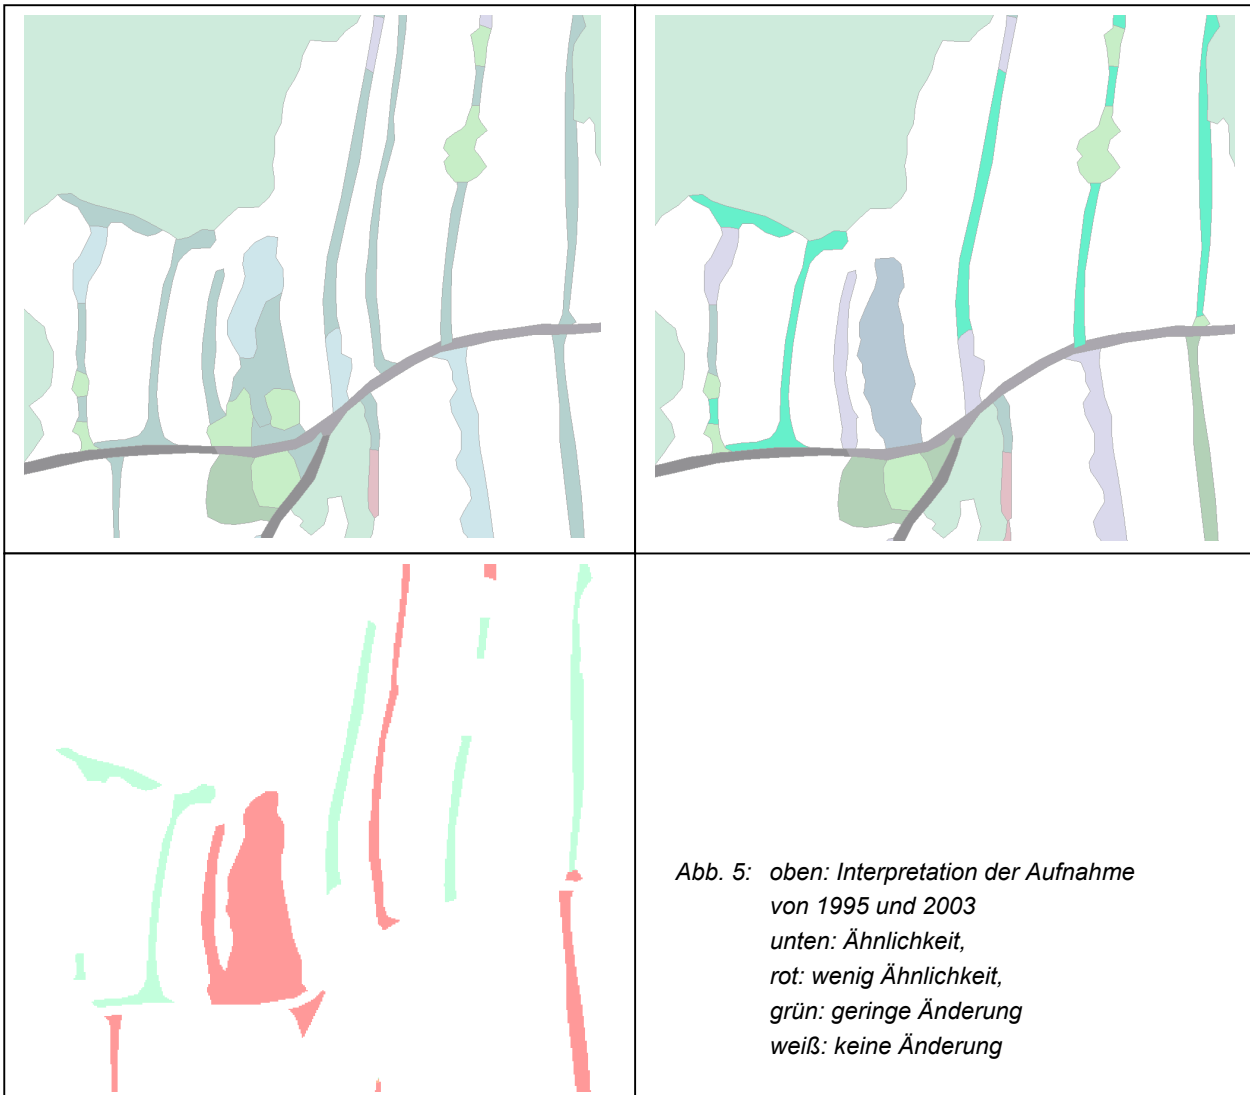 Abb. 5: oben: Interpretation der Aufnahme
von 1995 und 2003
unten: Ähnlichkeit,
rot: wenig Ähnlichkeit,
grün: geringe Änderung
weiß: keine Änderung